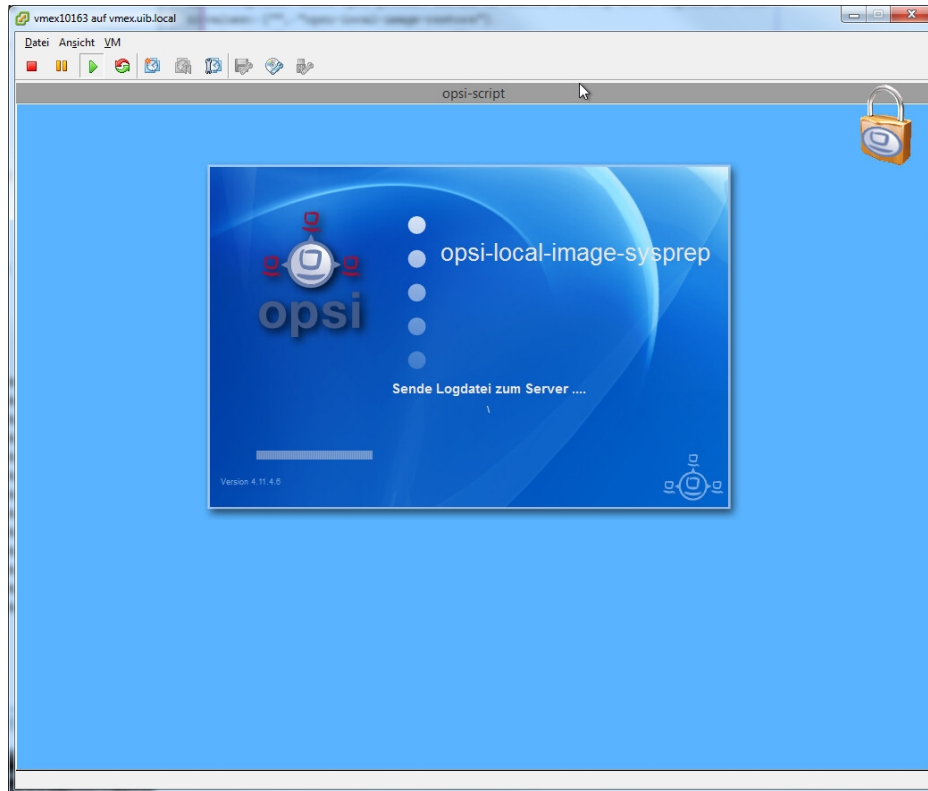 vmex10163 auf vmex.uib.local
Datei Ansicht VM
opsi-script
opsi-local-image-sysprep
opsi
Sende Logdatei zum Server ....
\
Version 4.11.4.6